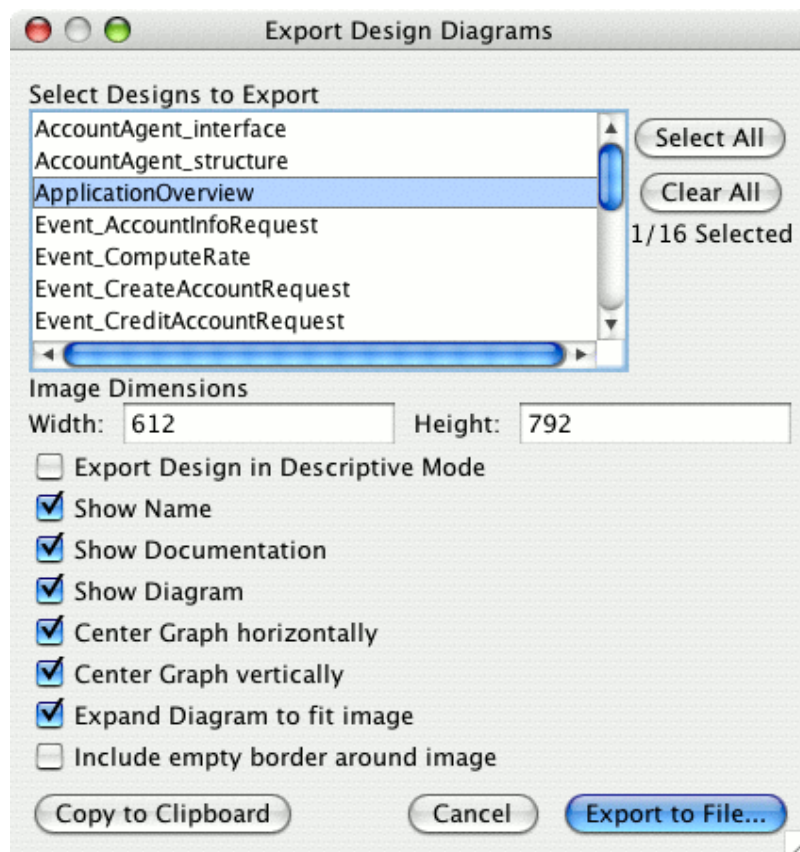 Export Design Diagrams
Select Designs to Export
AccountAgent_interface
AccountAgent_structure
ApplicationOverview
Event_AccountInfoRequest
Event_ComputeRate
Event_CreateAccountRequest
Event_CreditAccountRequest
Select All
Clear All
1/16 Selected
Image Dimensions
Width: 612 Height: 792
Export Design in Descriptive Mode
Show Name
Show Documentation
Show Diagram
Center Graph horizontally
Center Graph vertically
Expand Diagram to fit image
Include empty border around image
Copy to Clipboard Cancel Export to File...